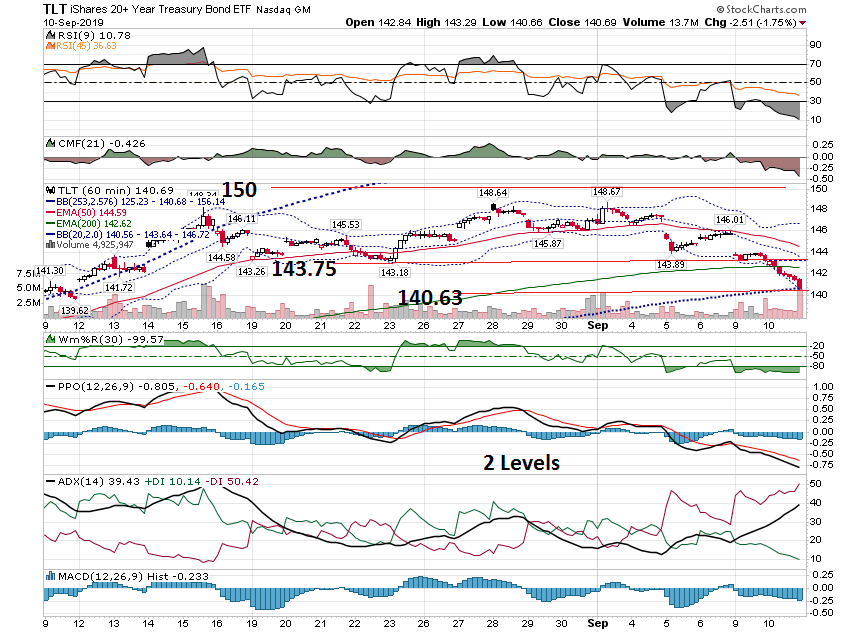 TLT iShares 20+ Year Treasury Bond ETF Nasdaq GM
© StockCharts.com
10-Sep-2019
Open 142.84 High 143.29 Low 140.66 Close 140.69 Volume 13.7M Chg -2.51 (-1.75%)
RSI(9) 10.78
RSI(45) 36.63
90
70
50
30
10
CMF(21) -0.426
0.25
0.00
-0.25
TLT (60 min) 140.69
BB(253,2.576) 125.23 - 140.68 - 156.14
EMA(50) 144.59
EMA(200) 142.62
BB(20,2.0) 140.56 - 143.64 - 146.72
Volume 4,925,947
150
148.34
146.11
144.58
143.26
143.75
145.53
143.18
140.63
148.64
145.87
148.67
143.89
146.01
141.30
141.72
139.62
7.5M
5.0M
2.5M
150
148
146
144
142
140
9 12 13 14 15 16 19 20 21 22 23 26 27 28 29 30 Sep 4 5 6 9 10
Wm%R(30) -99.57
-20
-50
-80
PPO(12,26,9) -0.805, -0.640, -0.165
1.00
0.75
0.50
0.25
0.00
-0.25
-0.50
-0.75
2 Levels
ADX(14) 39.43 +DI 10.14 -DI 50.42
50
40
30
20
10
MACD(12,26,9) Hist -0.233
0.25
0.00
-0.25
-0.50
9 12 13 14 15 16 19 20 21 22 23 26 27 28 29 30 Sep 4 5 6 9 10